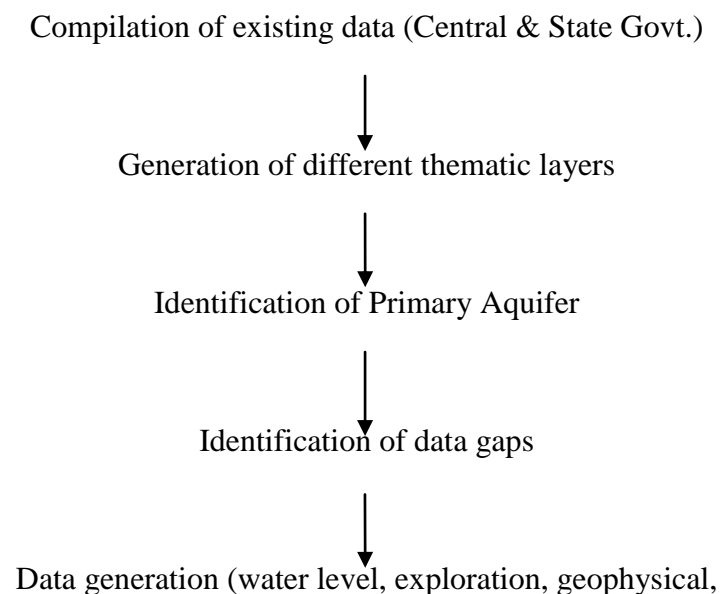 Compilation of existing data (Central & State Govt.)
Generation of different thematic layers
Identification of Primary Aquifer
Identification of data gaps
Data generation (water level, exploration, geophysical,